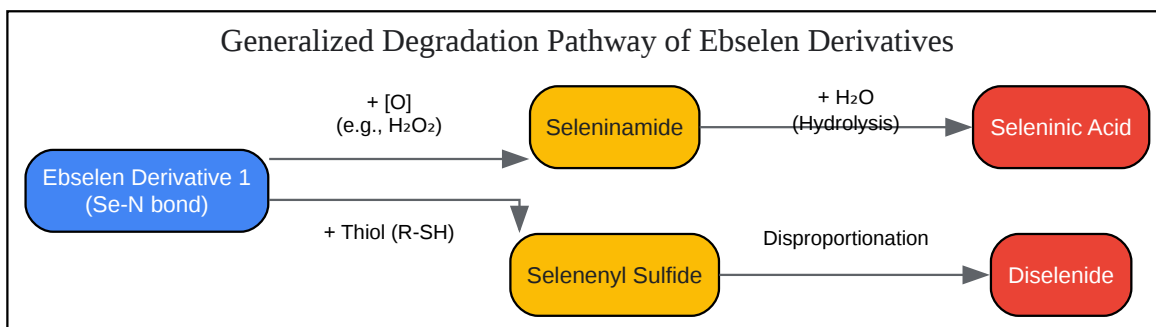 Generalized Degradation Pathway of Ebselen Derivatives
+ [O]
(e.g., H₂O₂)
+ H₂O
(Hydrolysis)
Seleninamide
Seleninic Acid
Ebselen Derivative 1
(Se-N bond)
+ Thiol (R-SH)
Disproportionation
Selenenyl Sulfide
Diselenide